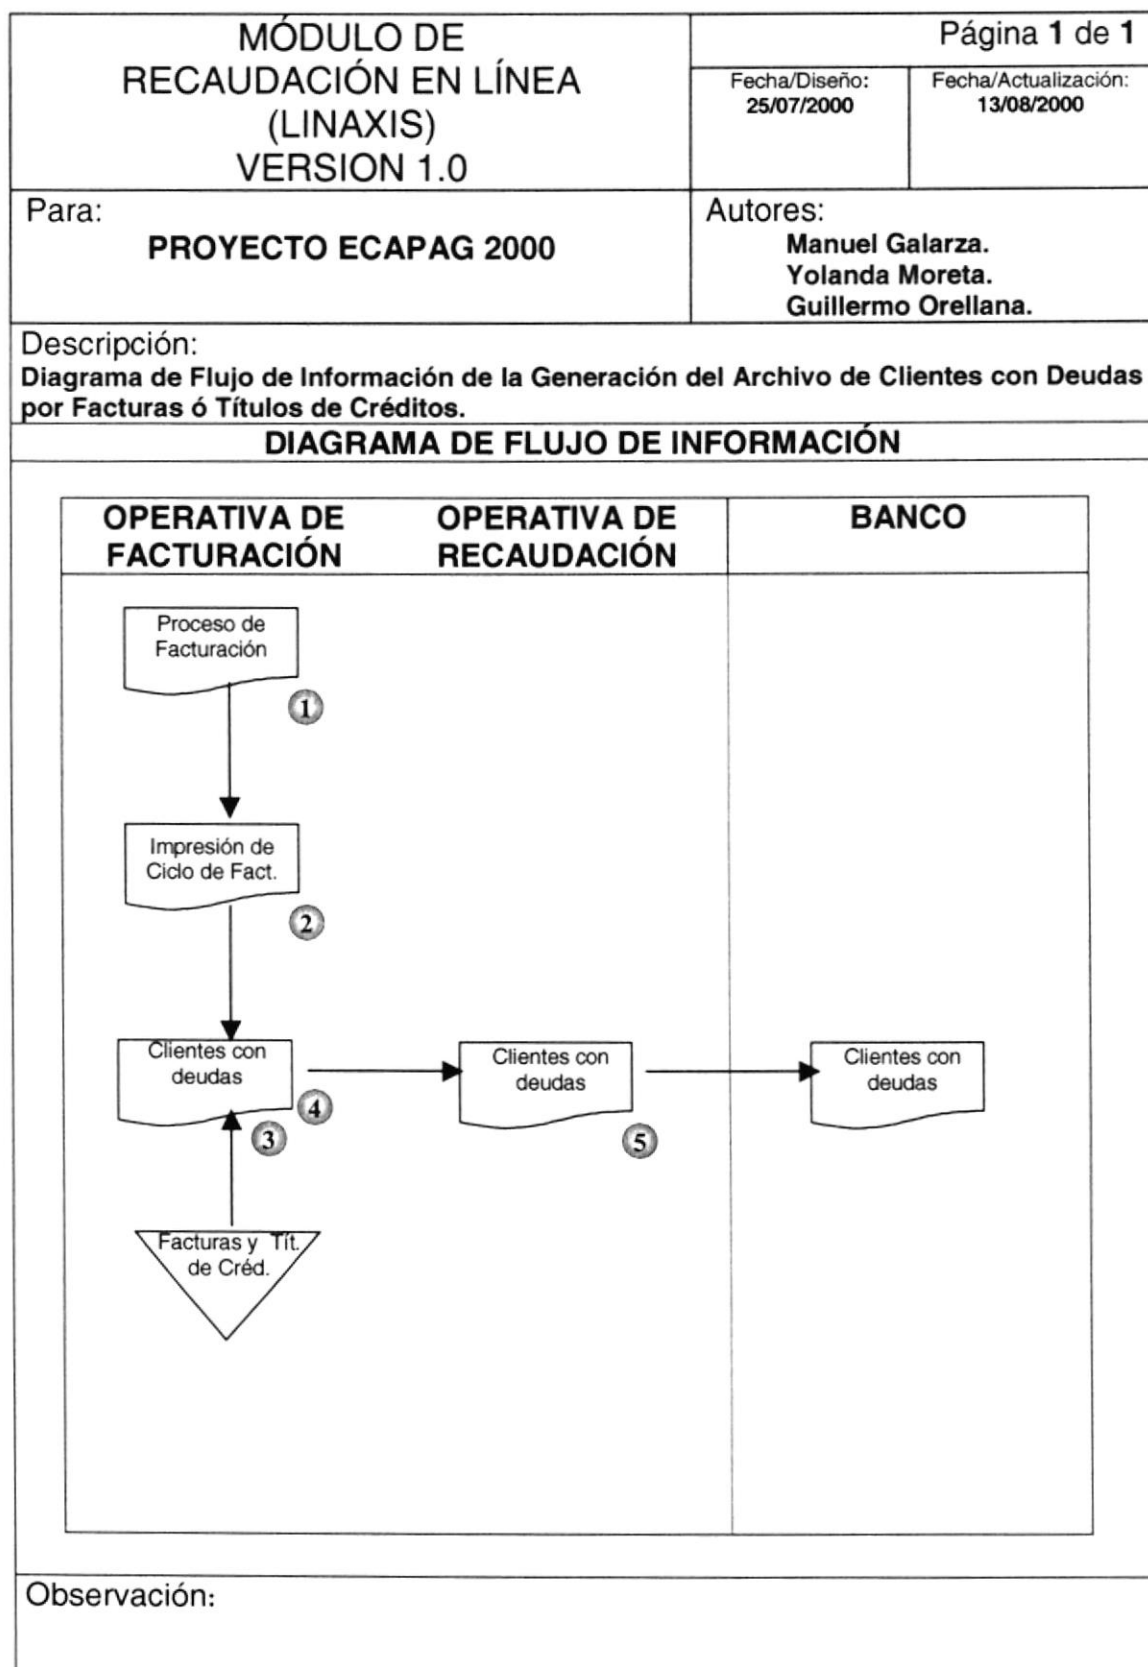 MÓDULO DE
RECAUDACIÓN EN LÍNEA
(LINAXIS)
VERSION 1.0
Página 1 de 1
Fecha/Diseño:
25/07/2000
Fecha/Actualización:
13/08/2000
Para:
PROYECTO ECAPAG 2000
Autores:
Manuel Galarza.
Yolanda Moreta.
Guillermo Orellana.
Descripción:
Diagrama de Flujo de Información de la Generación del Archivo de Clientes con Deudas
por Facturas ó Títulos de Créditos.
DIAGRAMA DE FLUJO DE INFORMACIÓN
OPERATIVA DE
FACTURACIÓN
OPERATIVA DE
RECAUDACIÓN
BANCO
Proceso de
Facturación
1
Impresión de
Ciclo de Fact.
2
Clientes con
deudas
4
3
Clientes con
deudas
5
Clientes con
deudas
Facturas y Tít.
de Créd.
Observación: